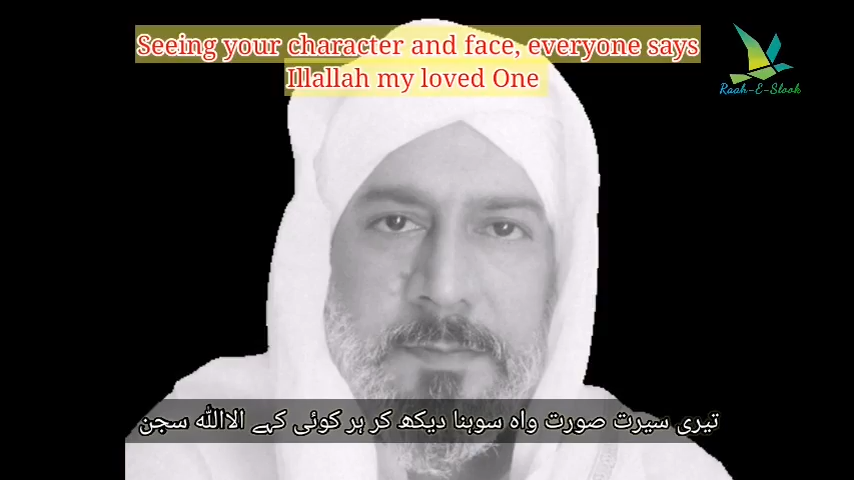 Seeing your character and face, everyone says
Illallah my loved One
Raah-E-Slook
تیری سیرت صورت واہ سوہنا دیکھ کر ہر کوئی کہے الااللہ سجن